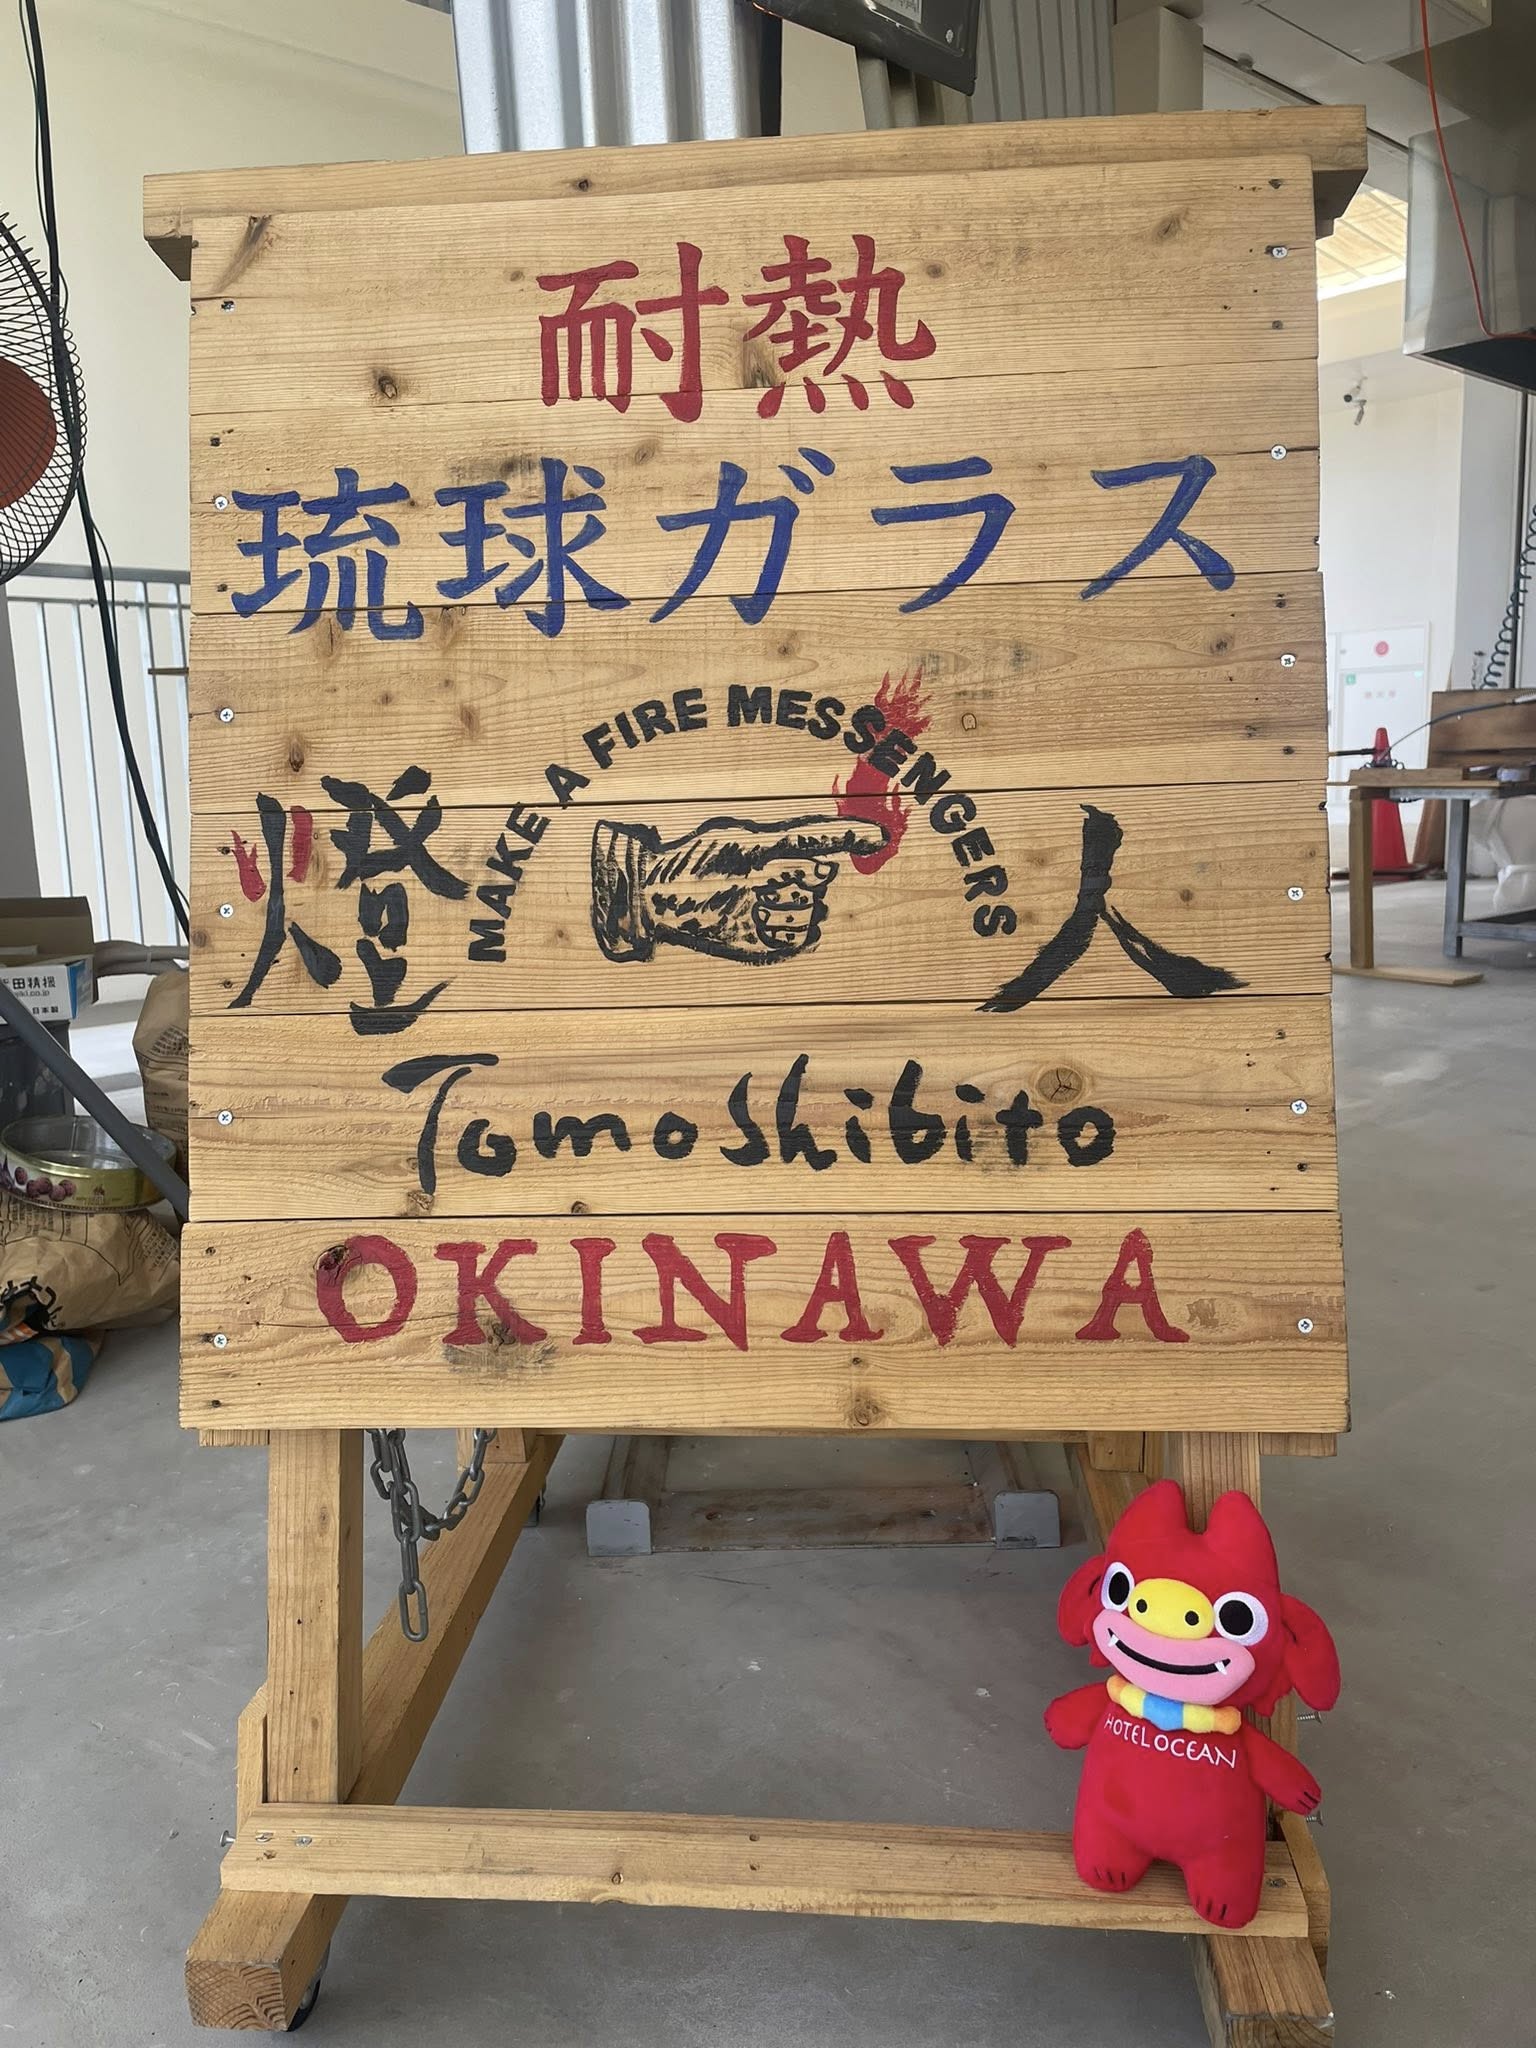 耐熱
琉球ガラス
MAKE A FIRE MESSENGERS
燈 人
Tomoshibito
OKINAWA
HOTEL OCEAN